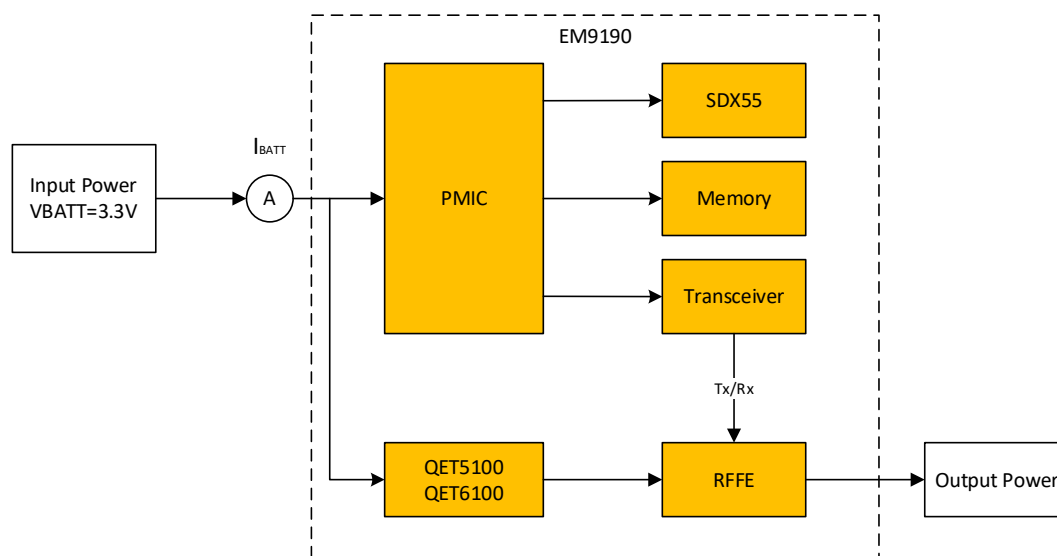 EM9190
SDX55
IBATT
Input Power
VBATT=3.3V
A
PMIC
Memory
Transceiver
Tx/Rx
QET5100
QET6100
RFFE
Output Power